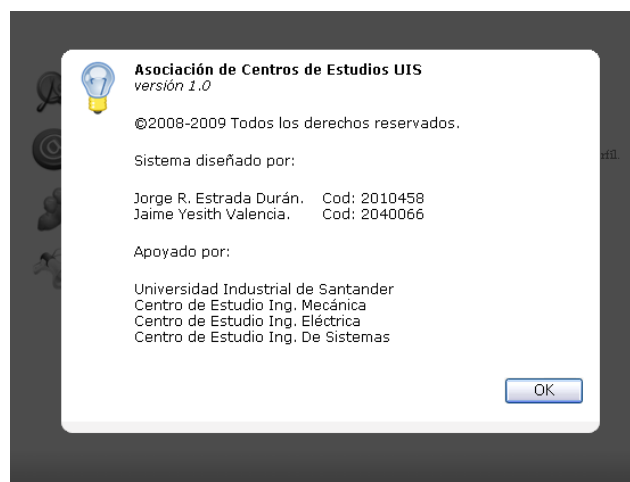 Asociación de Centros de Estudios UIS
versión 1.0
©2008-2009 Todos los derechos reservados.
Sistema diseñado por:
Jorge R. Estrada Durán. Cod: 2010458
Jaime Yesith Valencia. Cod: 2040066
Apoyado por:
Universidad Industrial de Santander
Centro de Estudio Ing. Mecánica
Centro de Estudio Ing. Eléctrica
Centro de Estudio Ing. De Sistemas
OK